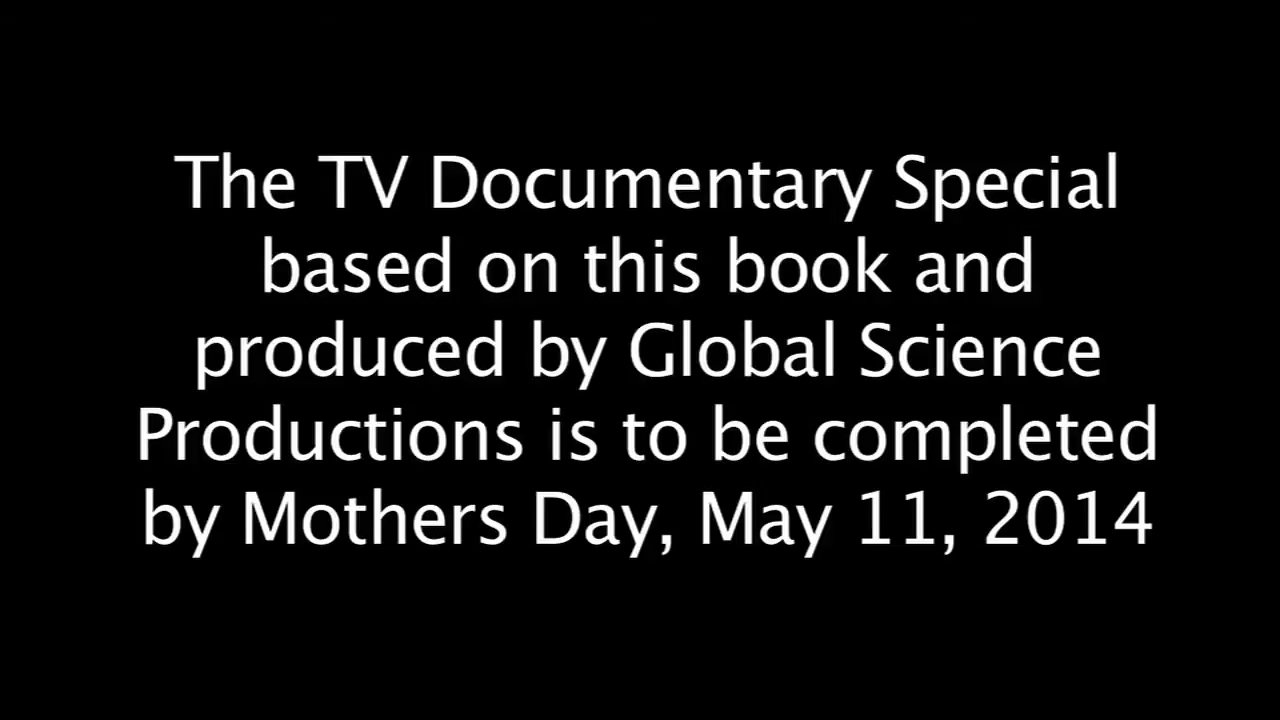 The TV Documentary Special
based on this book and
produced by Global Science
Productions is to be completed
by Mothers Day, May 11, 2014